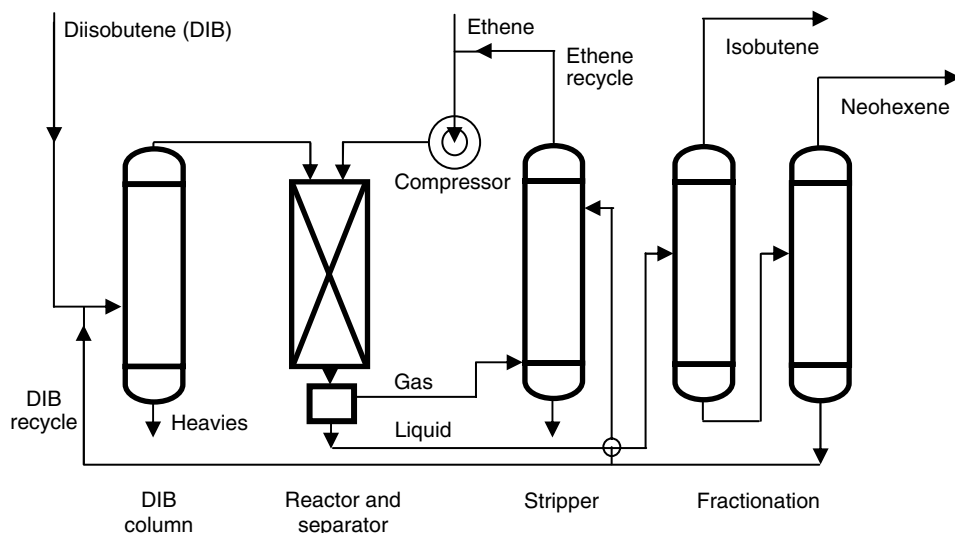 Diisobutene (DIB)
Ethene
Ethene
recycle
Isobutene
Neohexene
Compressor
Gas
DIB
recycle
Heavies
Liquid
DIB
column
Reactor and
separator
Stripper
Fractionation